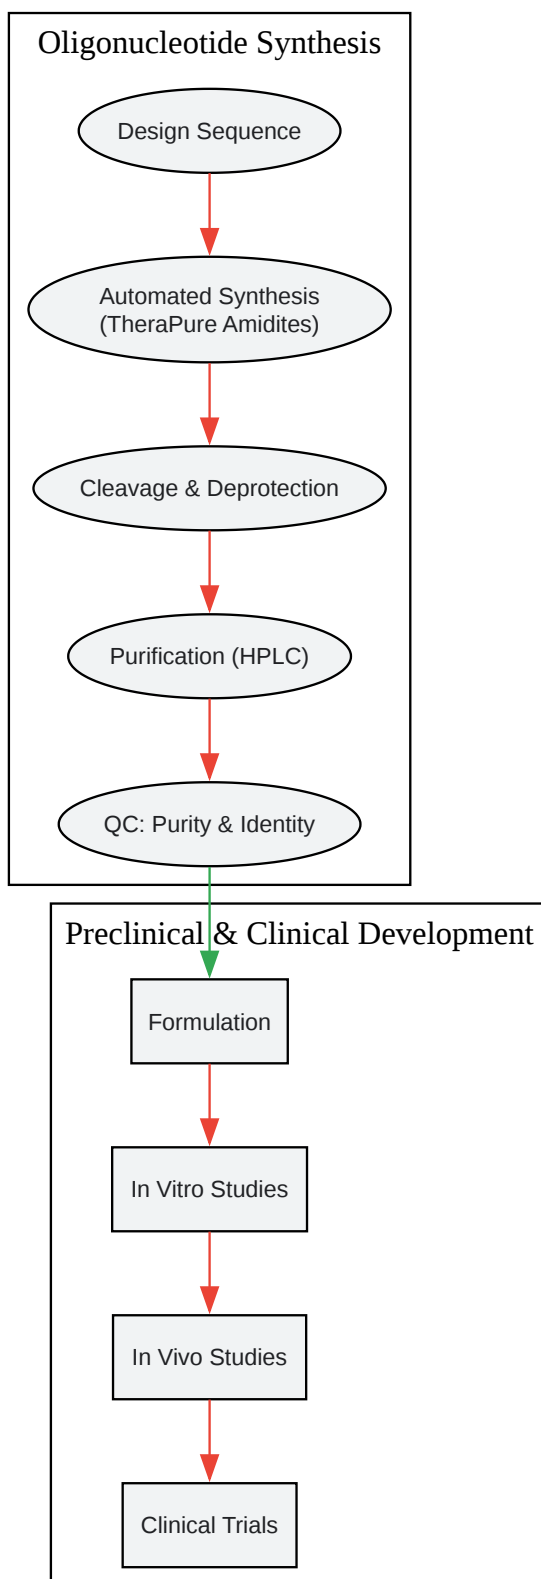 Oligonucleotide Synthesis
Design Sequence
Automated Synthesis
(TheraPure Amidites)
Cleavage & Deprotection
Purification (HPLC)
QC: Purity & Identity
Preclinical & Clinical Development
Formulation
In Vitro Studies
In Vivo Studies
Clinical Trials